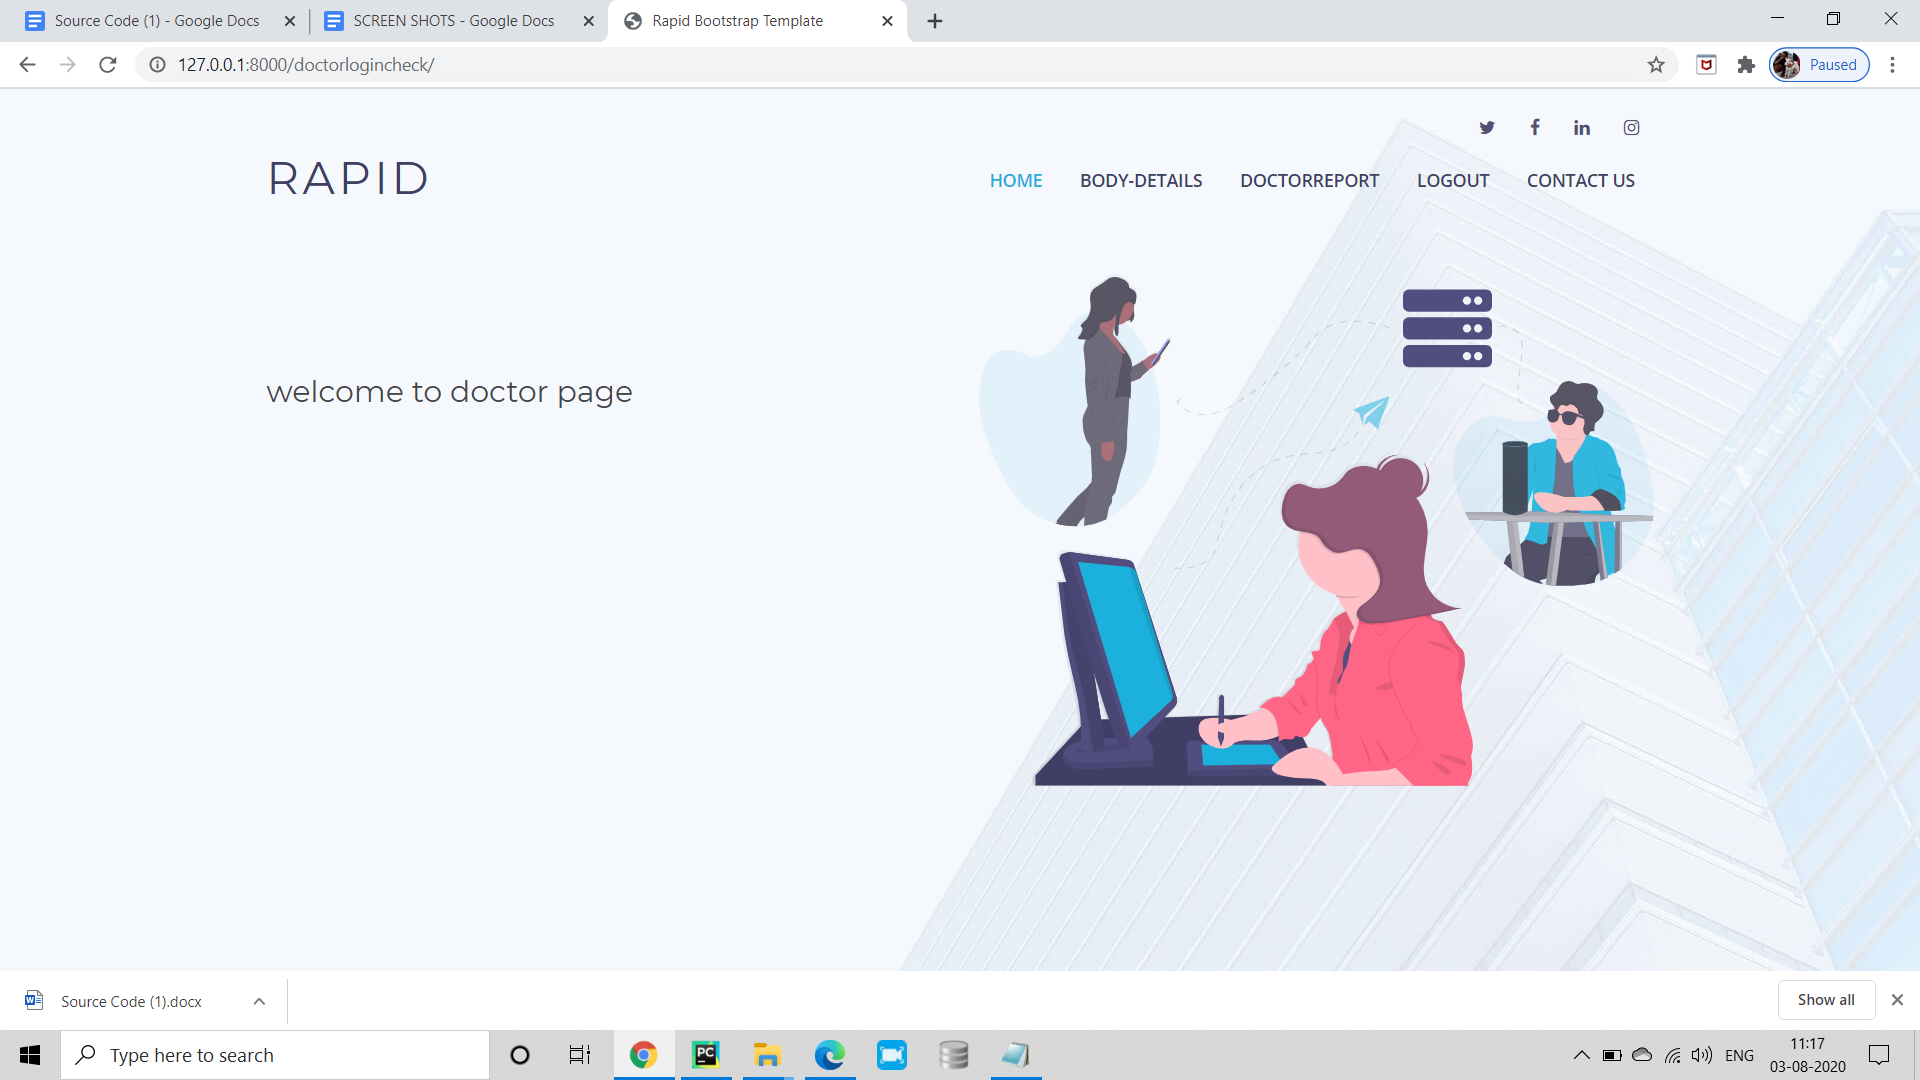 Source Code (1) - Google Docs
SCREEN SHOTS - Google Docs
Rapid Bootstrap Template
127.0.0.1:8000/doctorlogincheck/
Paused
RAPID
HOME
BODY-DETAILS
DOCTORREPORT
LOGOUT
CONTACT US
welcome to doctor page
Source Code (1).docx
Show all
Type here to search
PC
ENG
11:17
03-08-2020